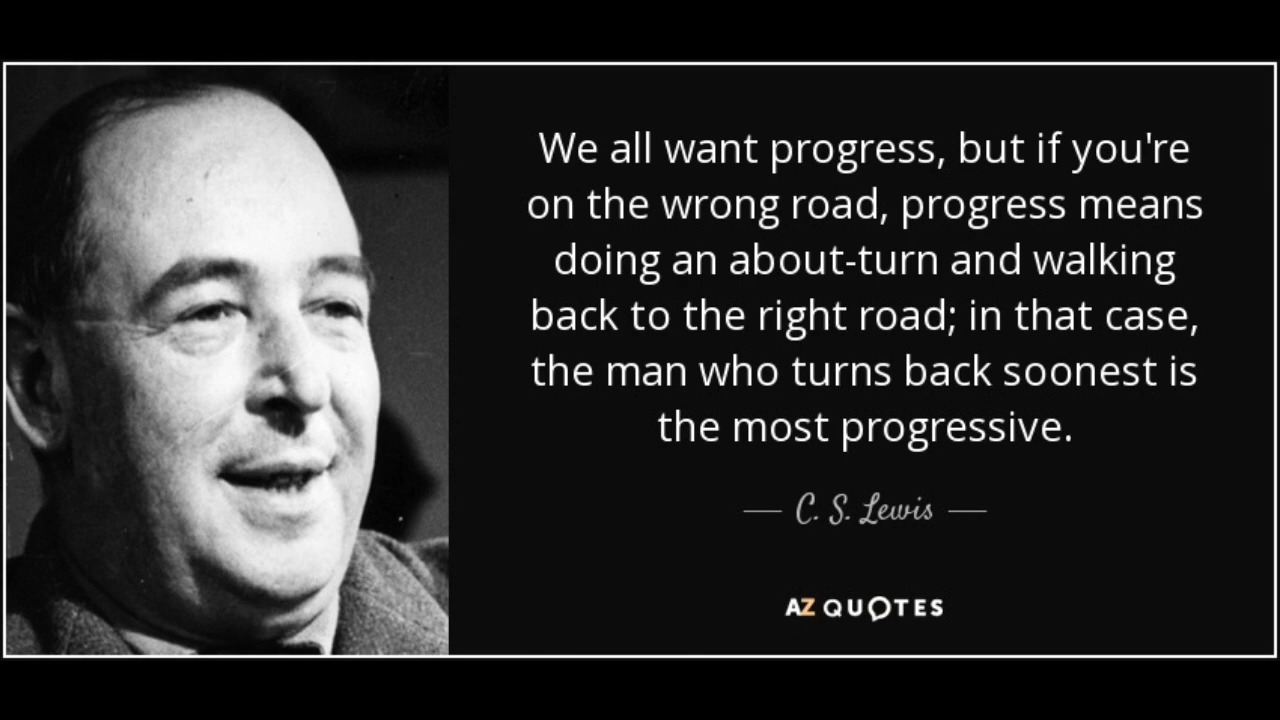 We all want progress, but if you're
on the wrong road, progress means
doing an about-turn and walking
back to the right road; in that case,
the man who turns back soonest is
the most progressive.
— C. S. Lewis —
AZ QUOTES